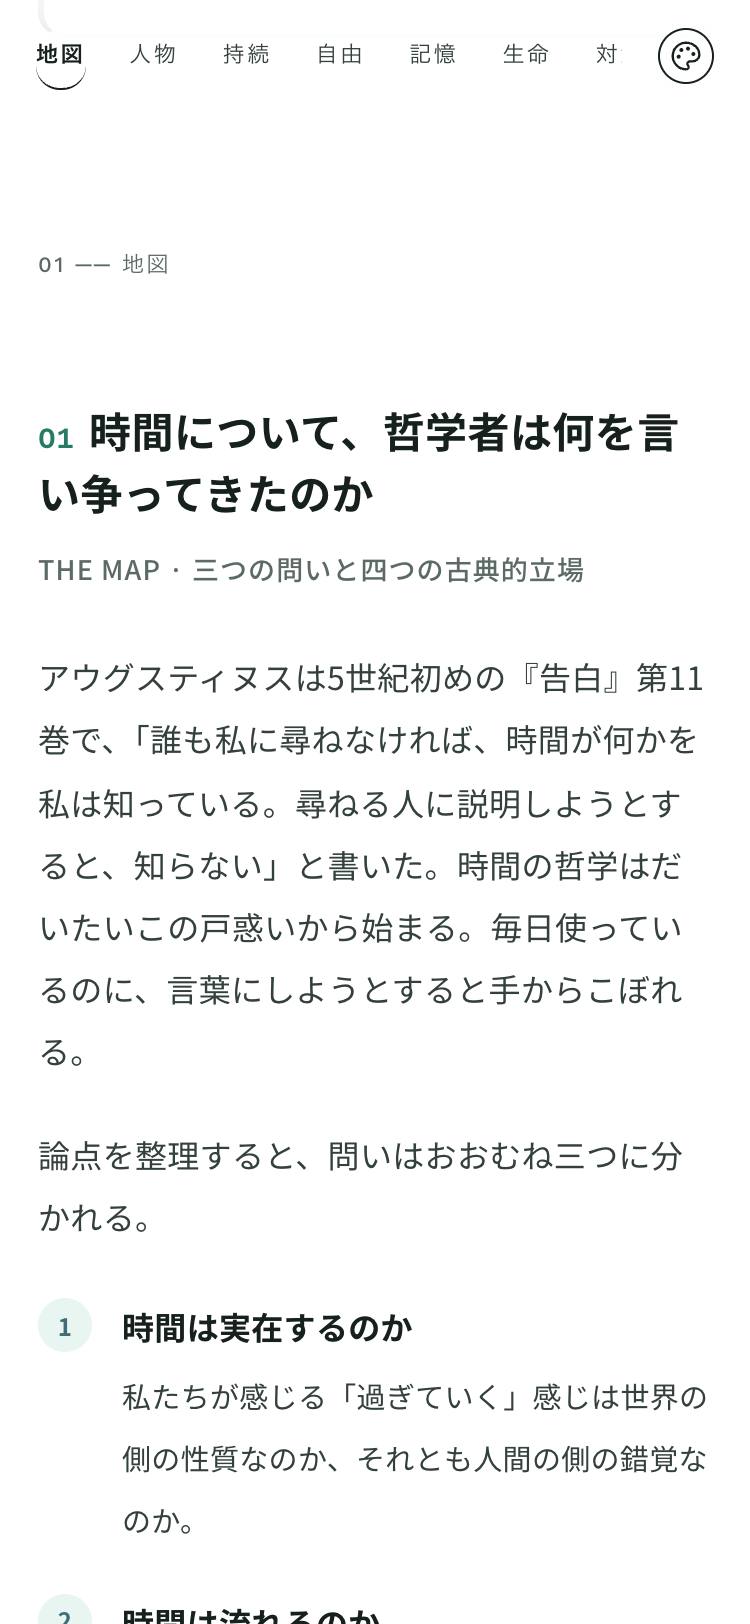 地図 人物 持続 自由 記憶 生命 対
01 —— 地図
01 時間について、哲学者は何を言
い争ってきたのか
THE MAP · 三つの問いと四つの古典的立場
アウグスティヌスは5世紀初めの『告白』第11
巻で、「誰も私に尋ねなければ、時間が何かを
私は知っている。尋ねる人に説明しようとす
ると、知らない」と書いた。時間の哲学はだ
いたいこの戸惑いから始まる。毎日使ってい
るのに、言葉にしようとすると手からこぼれ
る。
論点を整理すると、問いはおおむね三つに分
かれる。
1 時間は実在するのか
私たちが感じる「過ぎていく」感じは世界の
側の性質なのか、それとも人間の側の錯覚な
のか。
2 時間は流れるのか